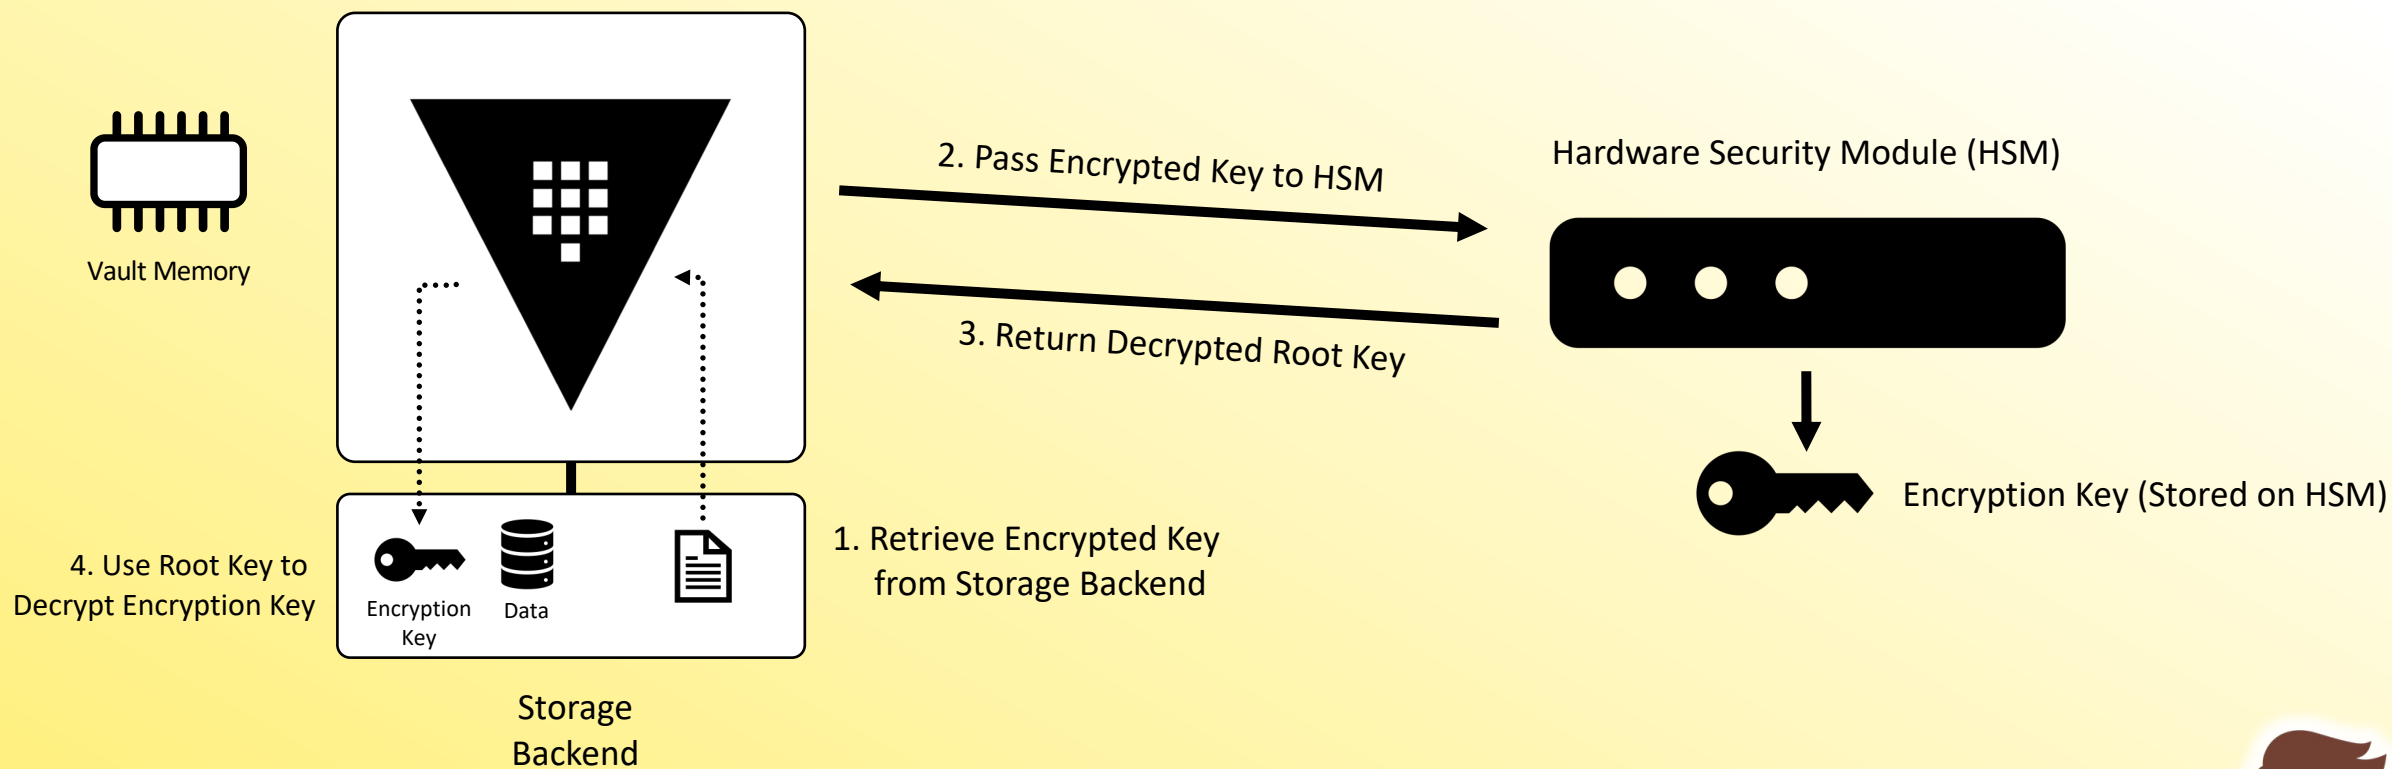 Vault Memory
2. Pass Encrypted Key to HSM
3. Return Decrypted Root Key
Hardware Security Module (HSM)
Encryption Key (Stored on HSM)
1. Retrieve Encrypted Key
from Storage Backend
4. Use Root Key to
Decrypt Encryption Key
Encryption
Key
Data
Storage
Backend